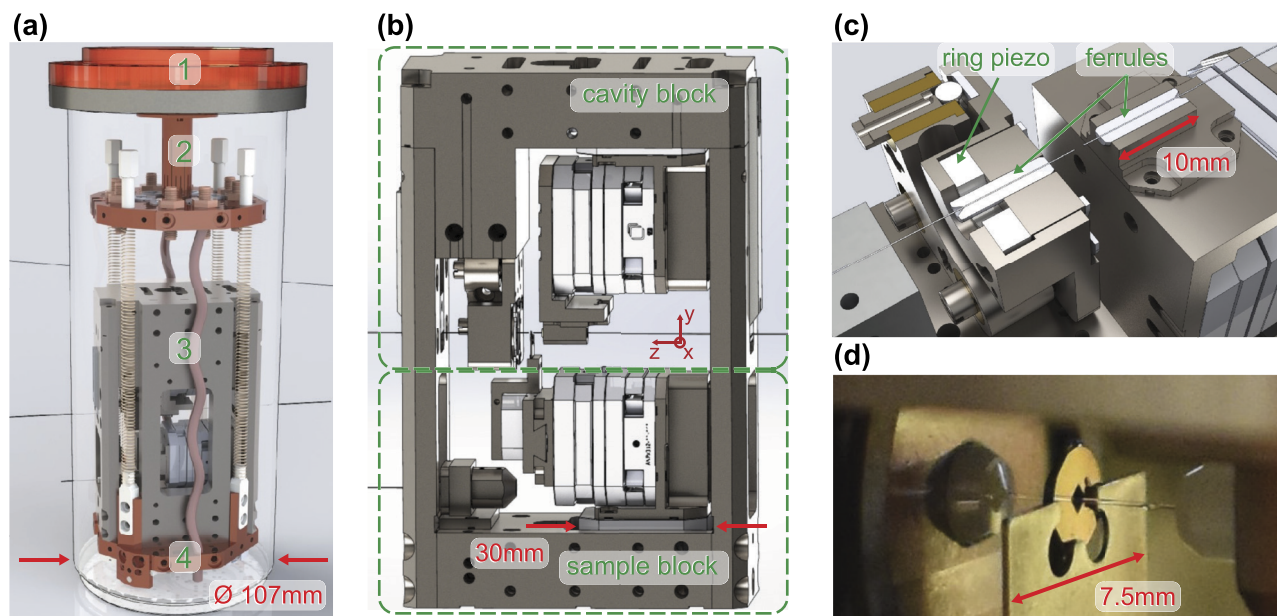 (a)
1
2
3
4
Ø 107mm
(b)
cavity block
y
z
x
30mm
sample block
(c)
ring piezo
ferrules
10mm
(d)
7.5mm